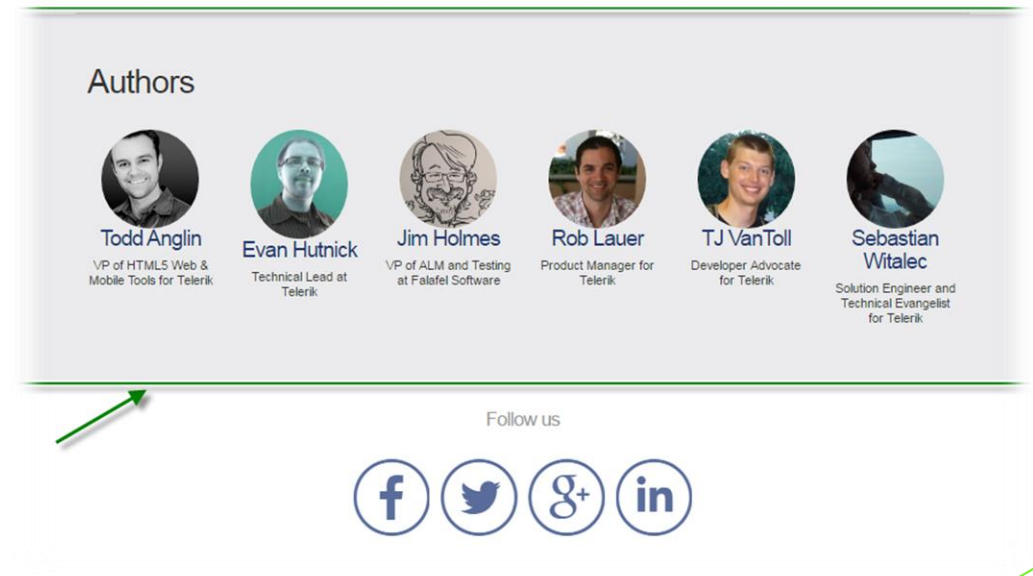 Authors
Todd Anglin
VP of HTML5 Web &
Mobile Tools for Telerik
Evan Hutnick
Technical Lead at
Telerik
Jim Holmes
VP of ALM and Testing
at Falafel Software
Rob Lauer
Product Manager for
Telerik
TJ VanToll
Developer Advocate
for Telerik
Sebastian
Witalec
Solution Engineer and
Technical Evangelist
for Telerik
Follow us
f
g+
in